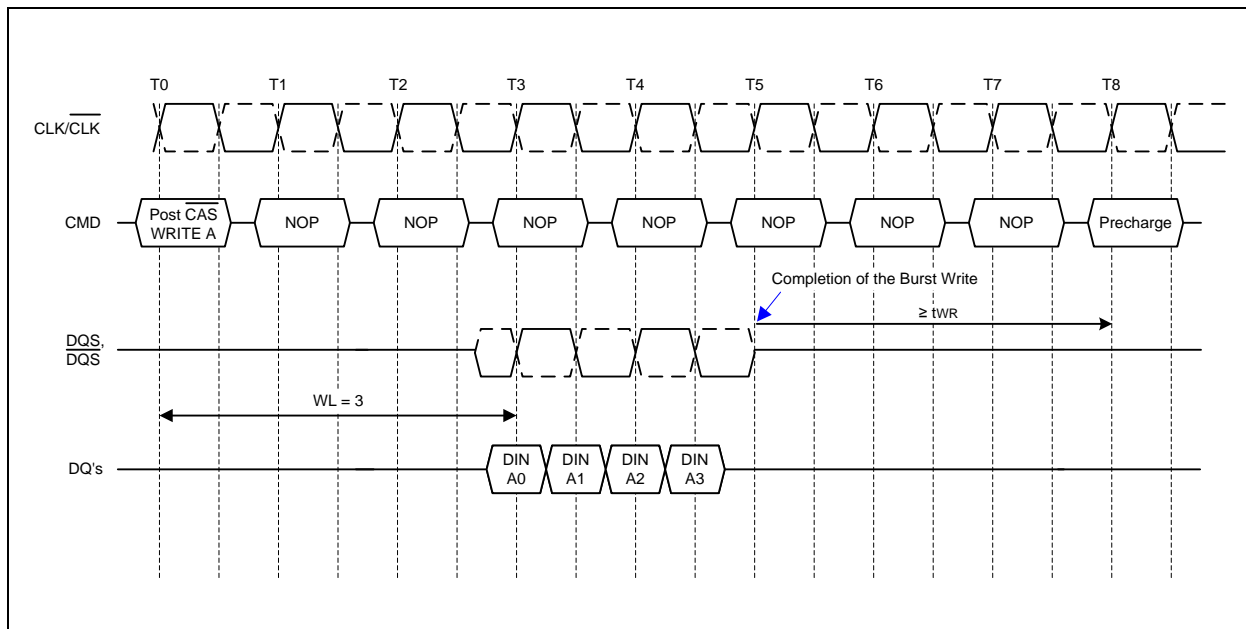 T0 T1 T2 T3 T4 T5 T6 T7 T8
CLK/CLK
CMD
Post CAS
WRITE A
NOP NOP NOP NOP NOP NOP NOP Precharge
Completion of the Burst Write
≥ tWR
DQS,
DQS
WL = 3
DQ's
DIN DIN DIN DIN
A0 A1 A2 A3